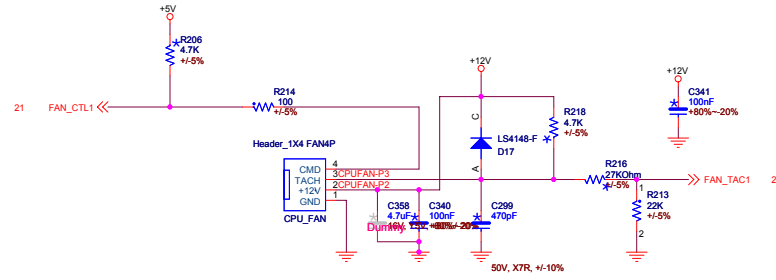 +5V
R206
4.7K
+/-5%
+12V
+12V
21 FAN_CTL1
R214
100
+/-5%
C341
100nF
+80%~-20%
R218
4.7K
+/-5%
C
LS4148-F
D17
A
Header_1X4 FAN4P
CMD 4
TACH 3 CPUFAN-P3
+12V 2 CPUFAN-P2
GND 1
CPU_FAN
R216
27KOhm
+/-5%
FAN_TAC1 2
1
R213
22K
+/-5%
2
C358
4.7uF
Dummy
C340
100nF
C299
470pF
50V, X7R, +/-10%